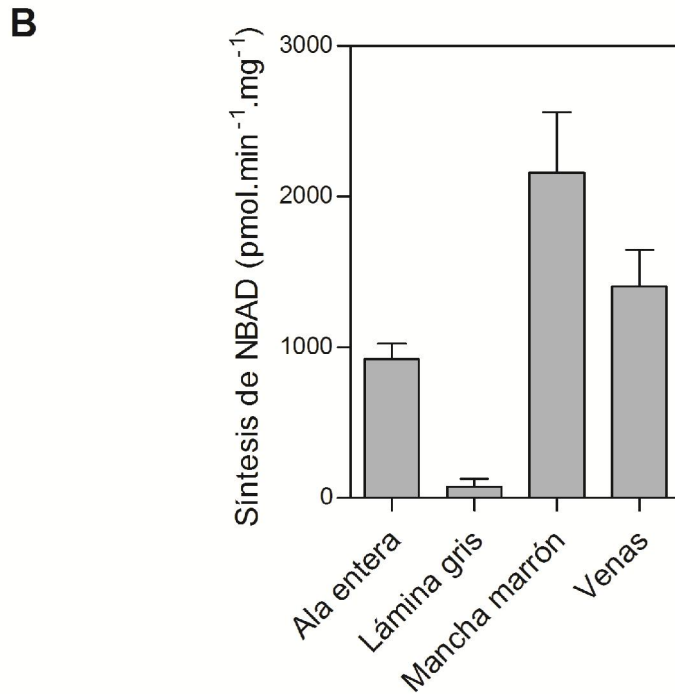 B
Síntesis de NBAD (pmol.min⁻¹.mg⁻¹)
3000
2000
1000
0
Ala entera
Lámina gris
Mancha marrón
Venas